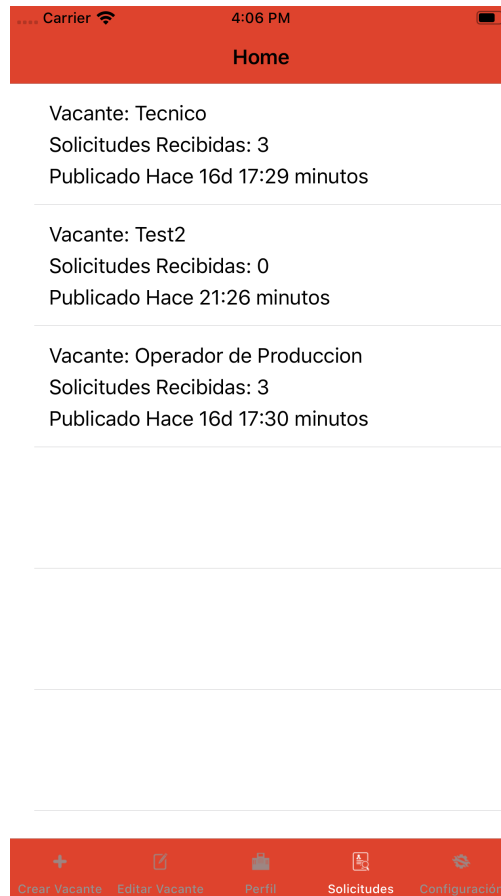 Carrier
4:06 PM
Home
Vacante: Tecnico
Solicitudes Recibidas: 3
Publicado Hace 16d 17:29 minutos
Vacante: Test2
Solicitudes Recibidas: 0
Publicado Hace 21:26 minutos
Vacante: Operador de Produccion
Solicitudes Recibidas: 3
Publicado Hace 16d 17:30 minutos
Crear Vacante
Editar Vacante
Perfil
Solicitudes
Configuración